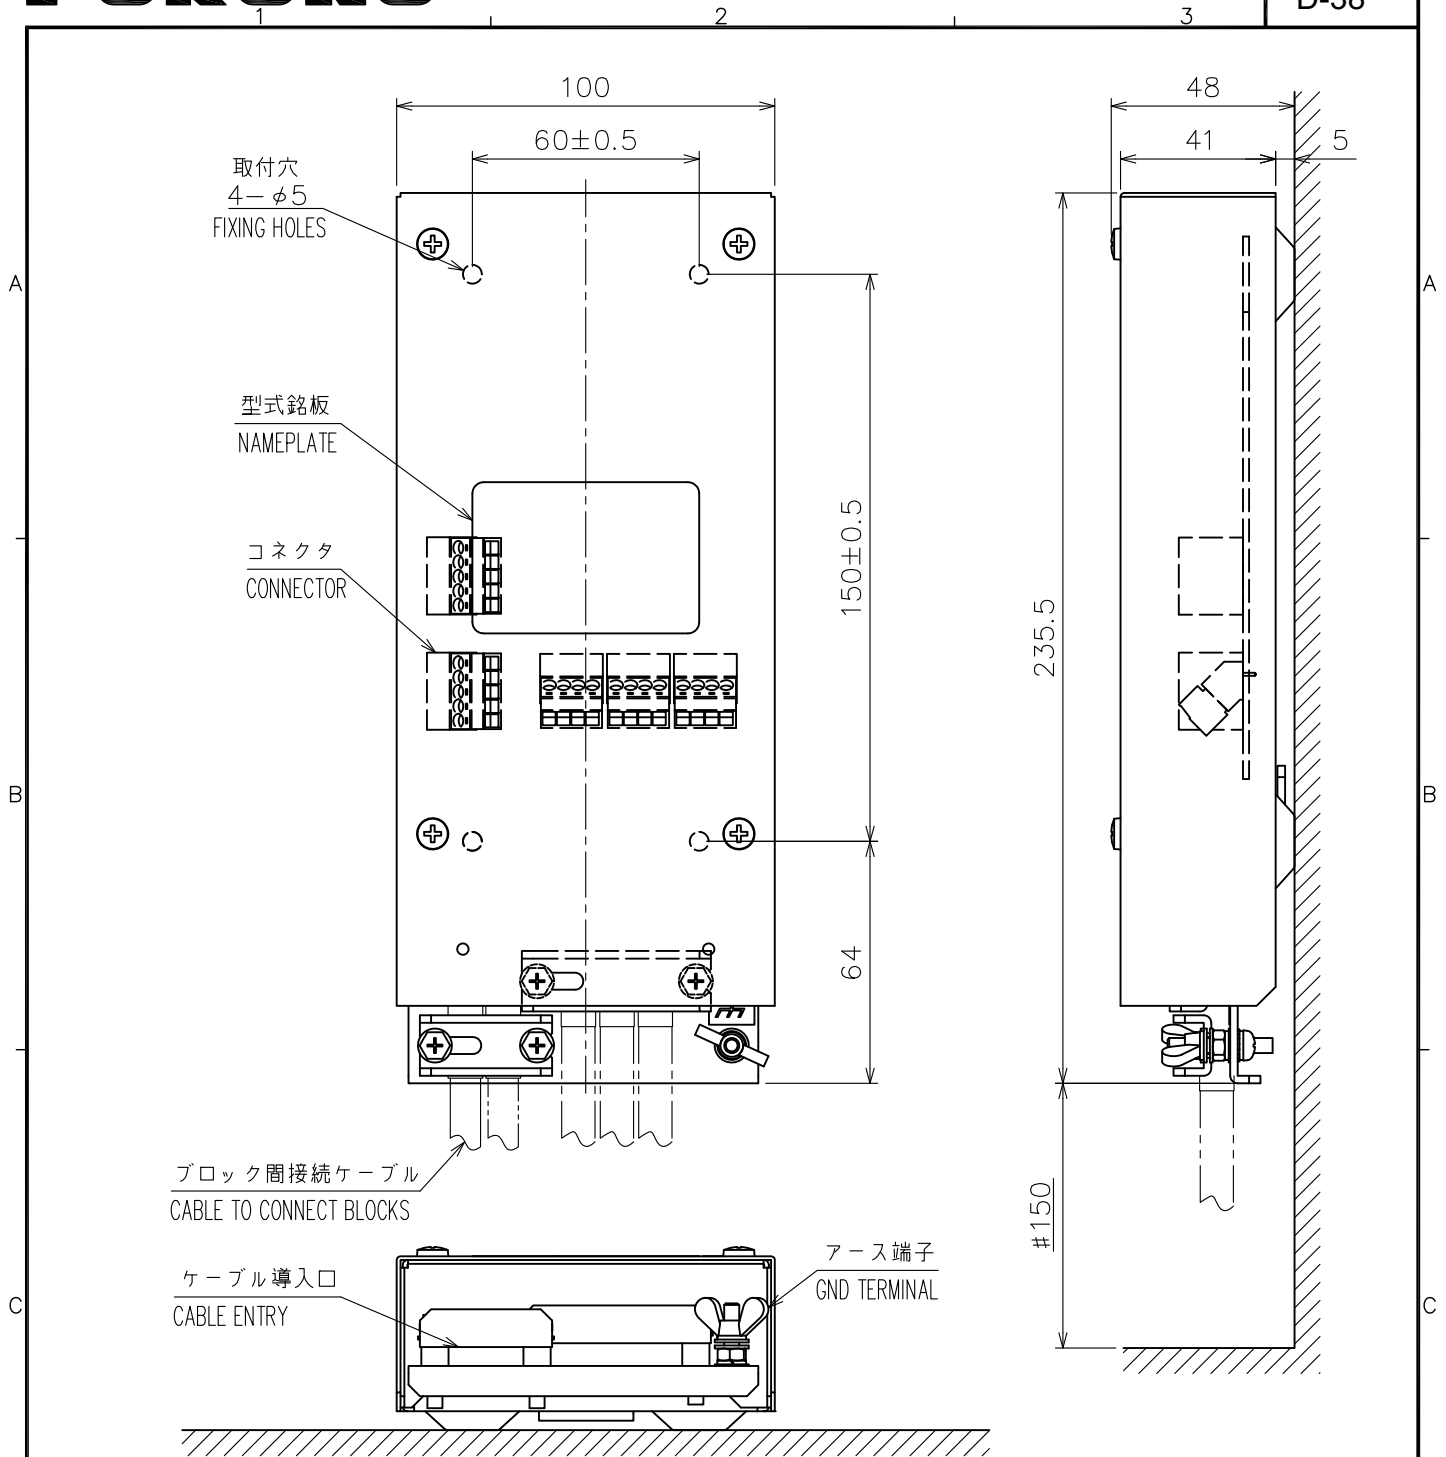 FURUNO
D-38
1
2
3
100
48
60±0.5
41
5
取付穴
4−φ5
FIXING HOLES
A
A
型式銘板
NAMEPLATE
150±0.5
コネクタ
CONNECTOR
235.5
B
B
64
ブロック間接続ケーブル
CABLE TO CONNECT BLOCKS
#150
アース端子
GND TERMINAL
ケーブル導入口
CABLE ENTRY
C
C